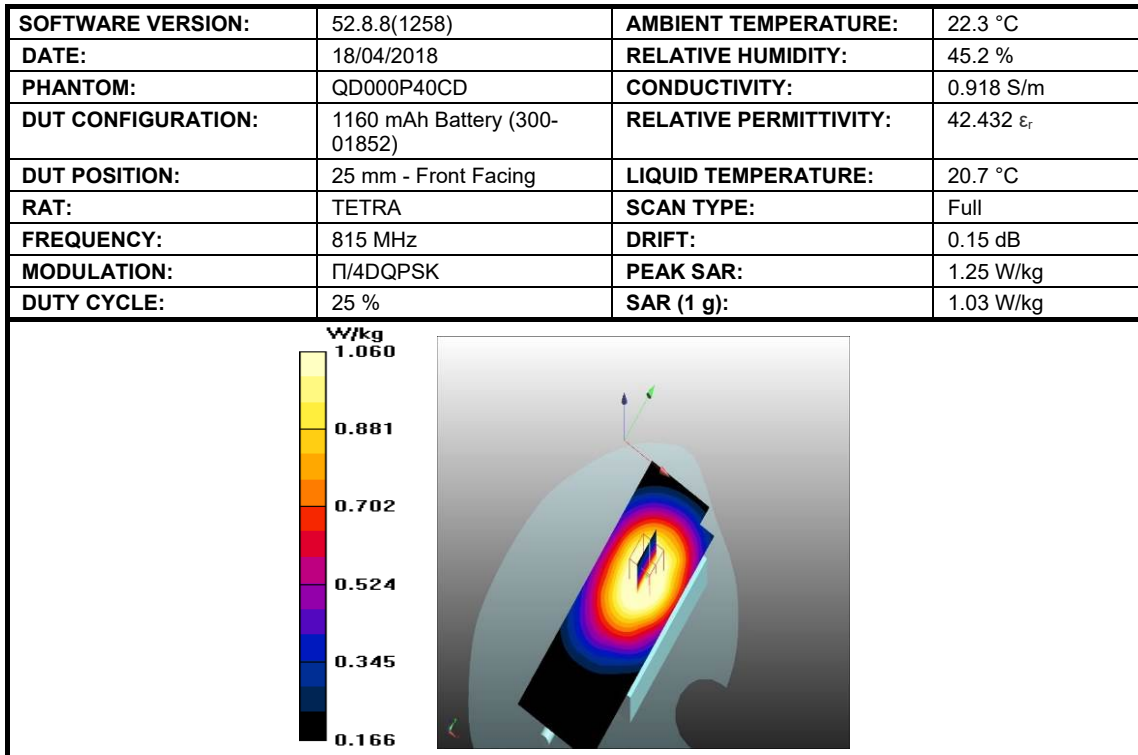 SOFTWARE VERSION: 52.8.8(1258) AMBIENT TEMPERATURE: 22.3 °C
DATE: 18/04/2018 RELATIVE HUMIDITY: 45.2 %
PHANTOM: QD000P40CD CONDUCTIVITY: 0.918 S/m
DUT CONFIGURATION: 1160 mAh Battery (300- RELATIVE PERMITTIVITY: 42.432 εr
01852)
DUT POSITION: 25 mm - Front Facing LIQUID TEMPERATURE: 20.7 °C
RAT: TETRA SCAN TYPE: Full
FREQUENCY: 815 MHz DRIFT: 0.15 dB
MODULATION: Π/4DQPSK PEAK SAR: 1.25 W/kg
DUTY CYCLE: 25 % SAR (1 g): 1.03 W/kg
W/kg
1.060
0.881
0.702
0.524
0.345
0.166